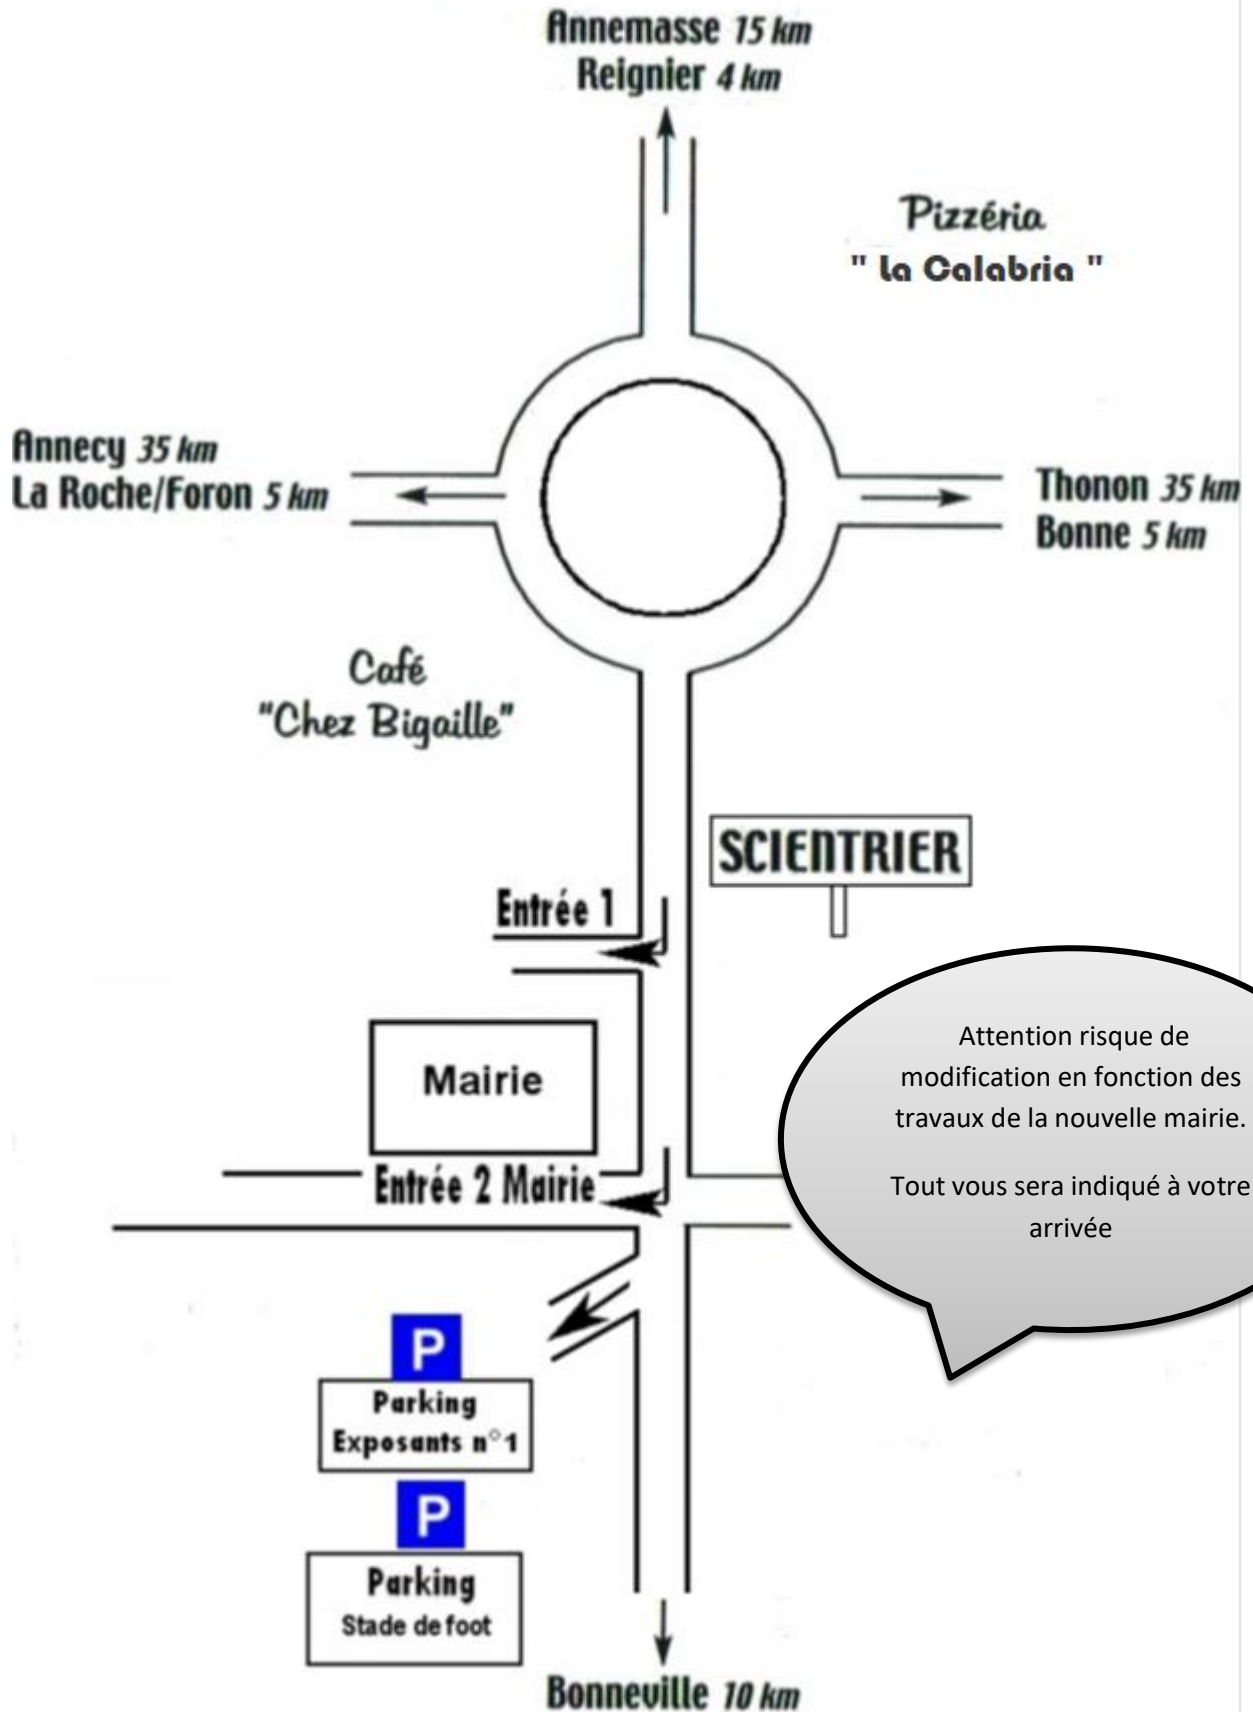 Annemasse 15 km
Reignier 4 km
Pizzéria
" La Calabria "
Annecy 35 km
La Roche/Foron 5 km
Thonon 35 km
Bonne 5 km
Café
"Chez Bigaille"
SCIENTRIER
Entrée 1
Mairie
Attention risque de
modification en fonction des
travaux de la nouvelle mairie.
Tout vous sera indiqué à votre
arrivée
Entrée 2 Mairie
P
Parking
Exposants n°1
P
Parking
Stade de foot
Bonneville 10 km